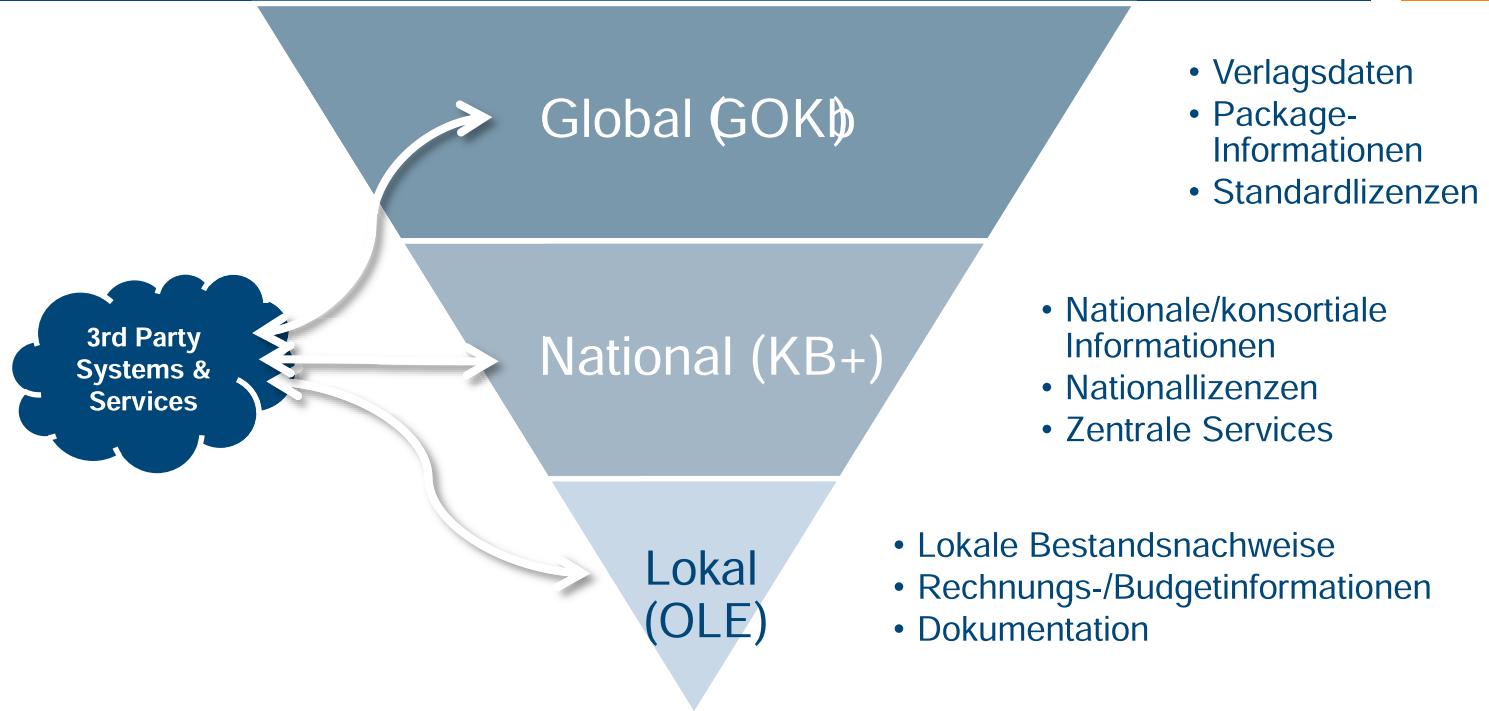 Global (GOKb)
• Verlagsdaten
• Package-
Informationen
• Standardlizenzen
3rd Party
Systems &
Services
National (KB+)
• Nationale/konsortiale
Informationen
• Nationallizenzen
• Zentrale Services
Lokal
(OLE)
• Lokale Bestandsnachweise
• Rechnungs-/Budgetinformationen
• Dokumentation